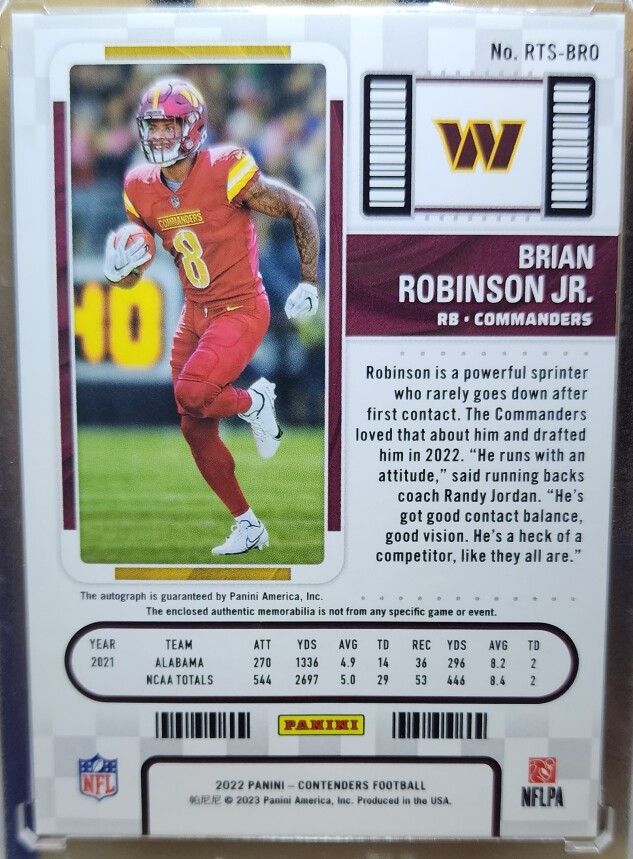 No. RTS-BRO
W
BRIAN
ROBINSON JR.
RB • COMMANDERS
COMMANDERS
8
HO
Robinson is a powerful sprinter
who rarely goes down after
first contact. The Commanders
loved that about him and drafted
him in 2022. “He runs with an
attitude,” said running backs
coach Randy Jordan. “He’s
got good contact balance,
good vision. He’s a heck of a
competitor, like they all are.”
The autograph is guaranteed by Panini America, Inc.
The enclosed authentic memorabilia is not from any specific game or event.
YEAR TEAM ATT YDS AVG TD REC YDS AVG TD
2021 ALABAMA 270 1336 4.9 14 36 296 8.2 2
NCAA TOTALS 544 2697 5.0 29 53 446 8.4 2
PANINI
NFL
NFLPA
2022 PANINI – CONTENDERS FOOTBALL
帕尼尼 © 2023 Panini America, Inc. Produced in the USA.